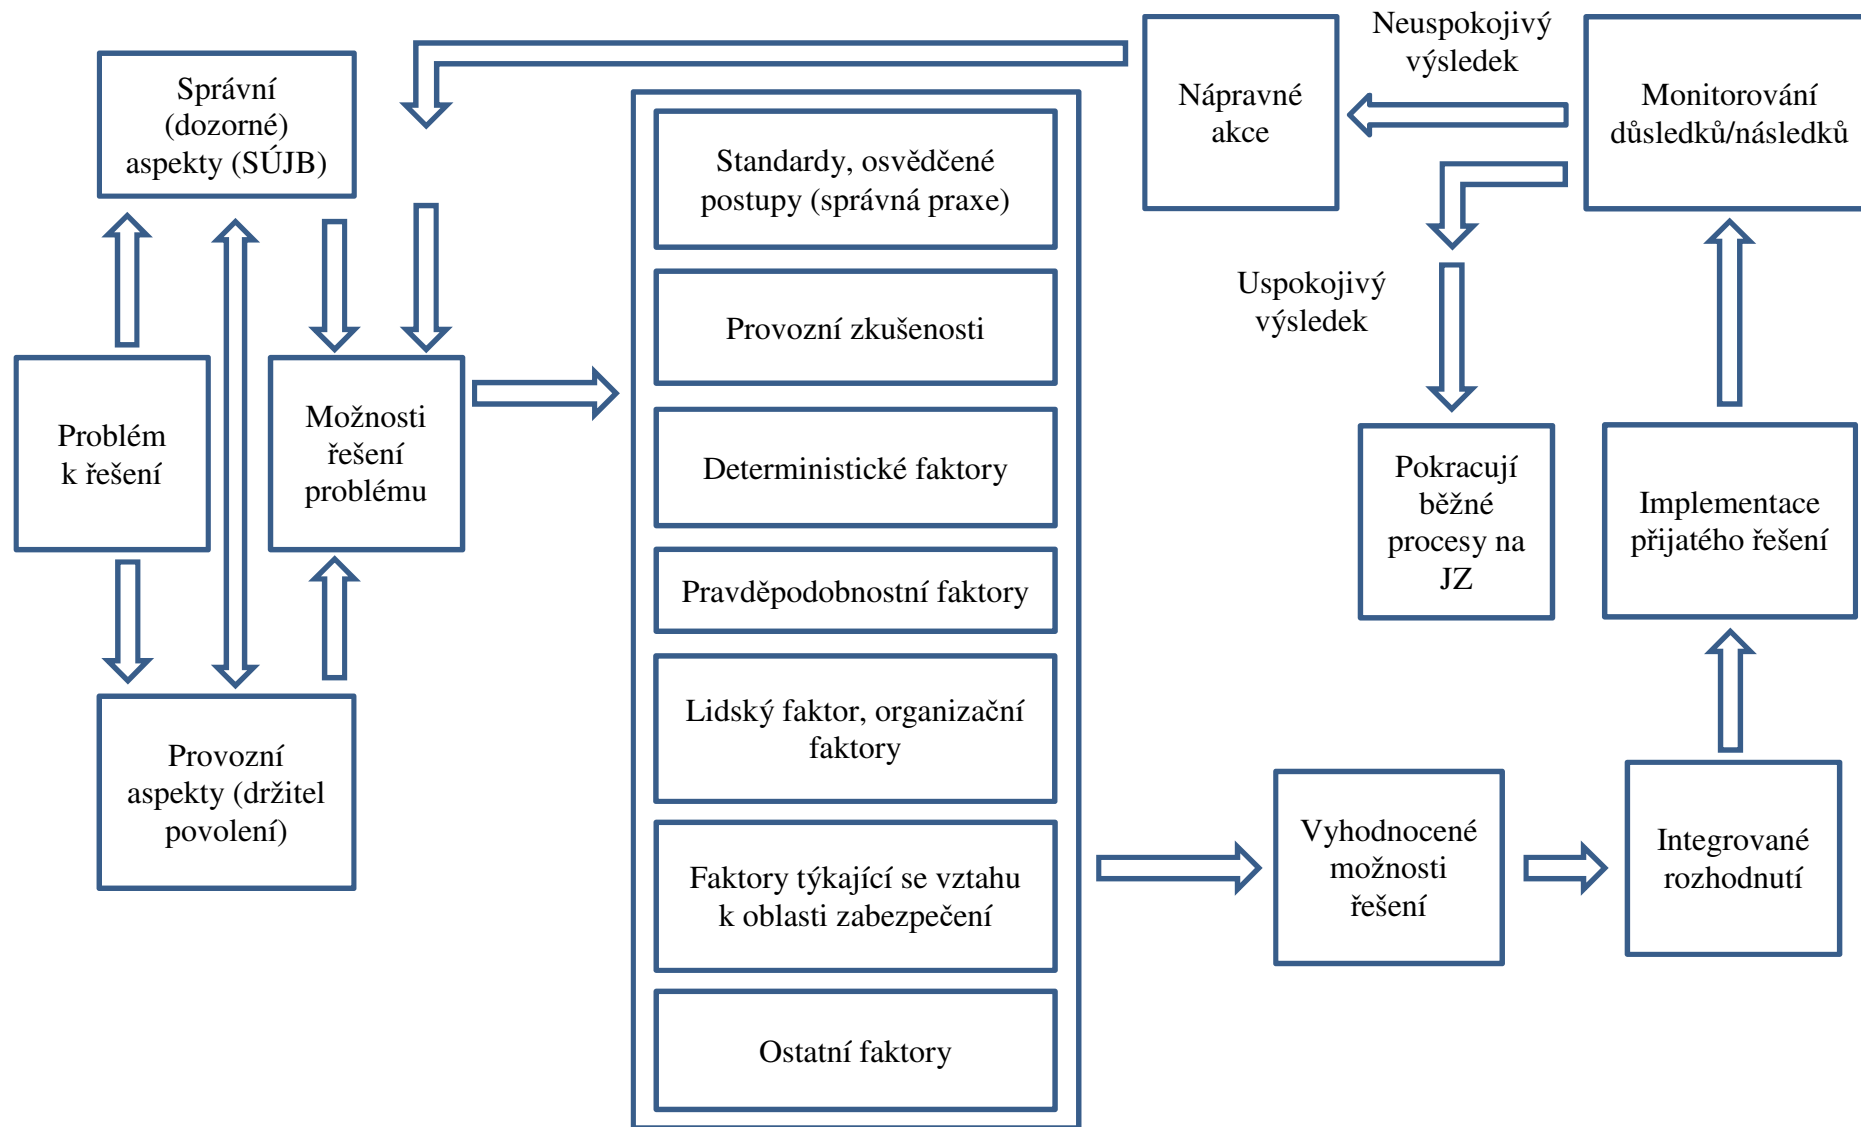 Správní
(dozorné)
aspekty (SÚJB)
Problém
k řešení
Možnosti
řešení
problému
Provozní
aspekty (držitel
povolení)
Standardy, osvědčené
postupy (správná praxe)
Provozní zkušenosti
Deterministické faktory
Pravděpodobnostní faktory
Lidský faktor, organizační
faktory
Faktory týkající se vztahu
k oblasti zabezpečení
Ostatní faktory
Vyhodnocené
možnosti
řešení
Integrované
rozhodnutí
Implementace
přijatého řešení
Monitorování
důsledků/následků
Neuspokojivý
výsledek
Nápravné
akce
Uspokojivý
výsledek
Pokracují
běžné
procesy na
JZ